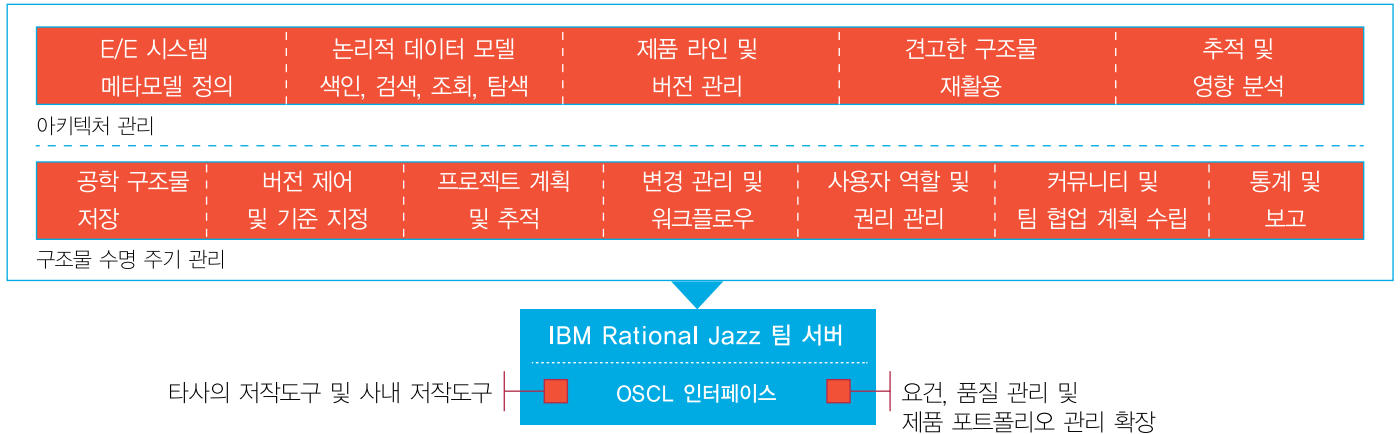 E/E 시스템
메타모델 정의
논리적 데이터 모델
색인, 검색, 조회, 탐색
제품 라인 및
버전 관리
견고한 구조물
재활용
추적 및
영향 분석
아키텍처 관리
공학 구조물
저장
버전 제어
및 기준 지정
프로젝트 계획
및 추적
변경 관리 및
워크플로우
사용자 역할 및
권리 관리
커뮤니티 및
팀 협업 계획 수립
통계 및
보고
구조물 수명 주기 관리
IBM Rational Jazz 팀 서버
타사의 저작도구 및 사내 저작도구
OSCL 인터페이스
요건, 품질 관리 및
제품 포트폴리오 관리 확장